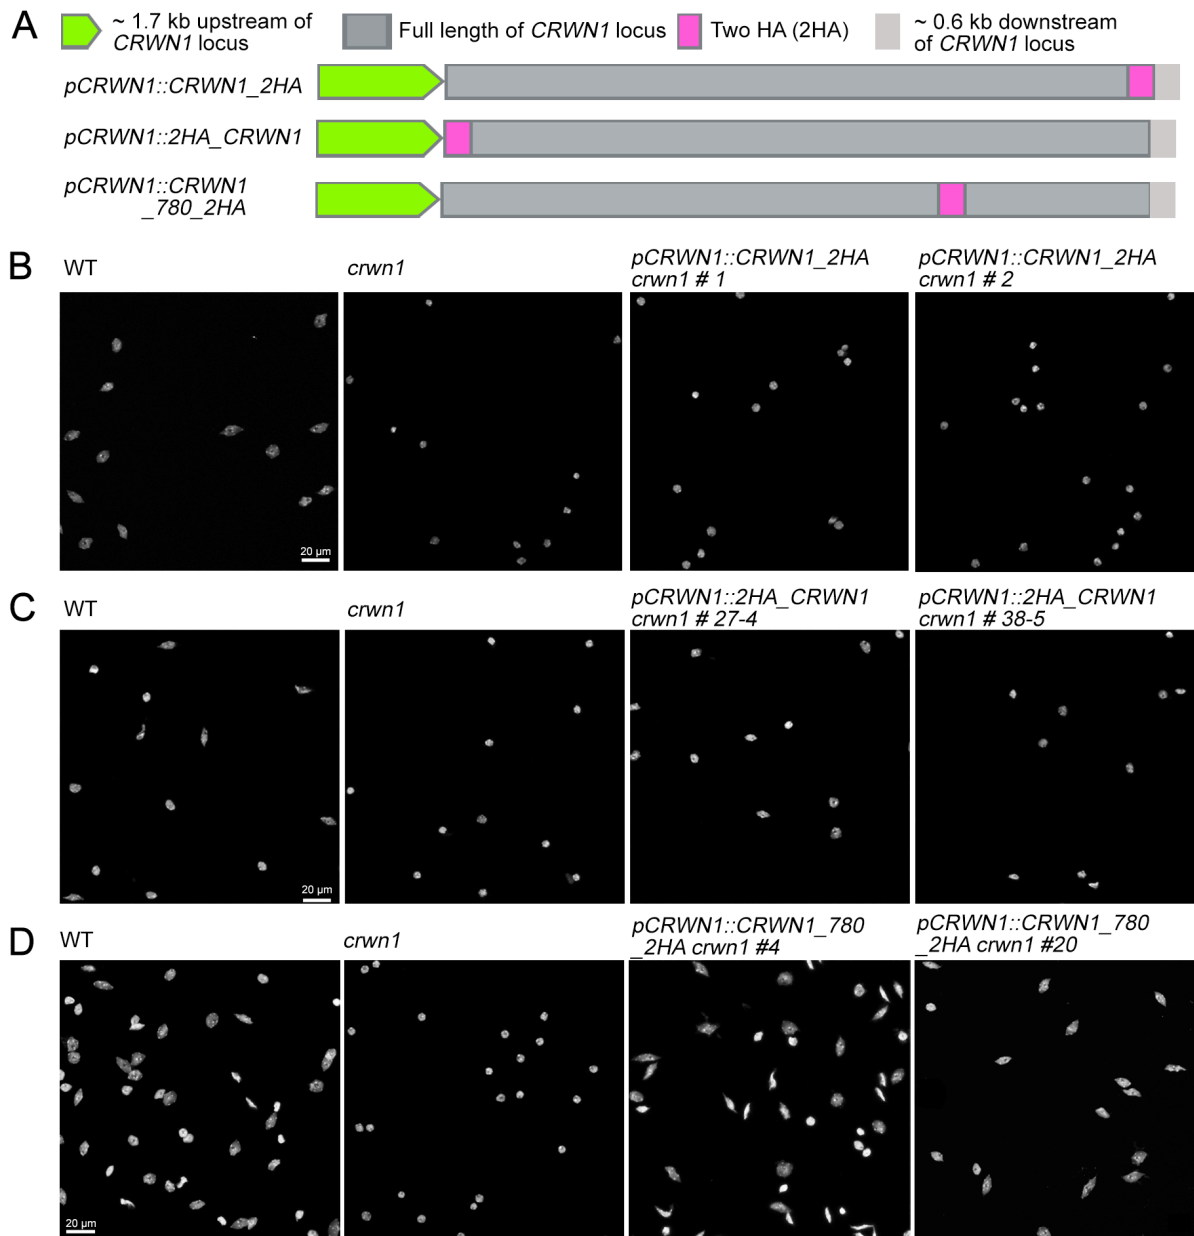 A
~ 1.7 kb upstream of
CRWN1 locus
Full length of CRWN1 locus
Two HA (2HA)
~ 0.6 kb downstream
of CRWN1 locus
pCRWN1::CRWN1_2HA
pCRWN1::2HA_CRWN1
pCRWN1::CRWN1
_780_2HA
B
WT
crwn1
pCRWN1::CRWN1_2HA
crwn1 # 1
pCRWN1::CRWN1_2HA
crwn1 # 2
20 µm
C
WT
crwn1
pCRWN1::2HA_CRWN1
crwn1 # 27-4
pCRWN1::2HA_CRWN1
crwn1 # 38-5
20 µm
D
WT
crwn1
pCRWN1::CRWN1_780
_2HA crwn1 #4
pCRWN1::CRWN1_780
_2HA crwn1 #20
20 µm